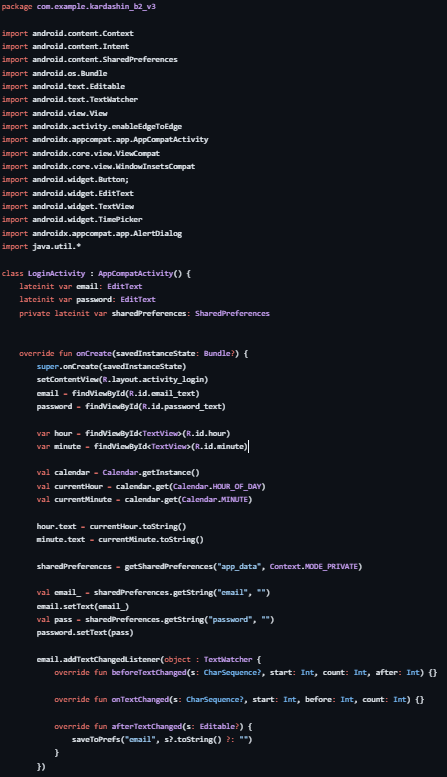 package com.example.kardashin_b2_v3
import android.content.Context
import android.content.Intent
import android.content.SharedPreferences
import android.os.Bundle
import android.text.Editable
import android.text.TextWatcher
import android.view.View
import androidx.activity.enableEdgeToEdge
import androidx.appcompat.app.AppCompatActivity
import androidx.core.view.ViewCompat
import androidx.core.view.WindowInsetsCompat
import android.widget.Button;
import android.widget.EditText
import android.widget.TextView
import android.widget.TimePicker
import androidx.appcompat.app.AlertDialog
import java.util.*
class LoginActivity : AppCompatActivity() {
    lateinit var email: EditText
    lateinit var password: EditText
    private lateinit var sharedPreferences: SharedPreferences
    override fun onCreate(savedInstanceState: Bundle?) {
        super.onCreate(savedInstanceState)
        setContentView(R.layout.activity_login)
        email = findViewById(R.id.email_text)
        password = findViewById(R.id.password_text)
        var hour = findViewById<TextView>(R.id.hour)
        var minute = findViewById<TextView>(R.id.minute)
        val calendar = Calendar.getInstance()
        val currentHour = calendar.get(Calendar.HOUR_OF_DAY)
        val currentMinute = calendar.get(Calendar.MINUTE)
        hour.text = currentHour.toString()
        minute.text = currentMinute.toString()
        sharedPreferences = getSharedPreferences("app_data", Context.MODE_PRIVATE)
        val email_ = sharedPreferences.getString("email", "")
        email.setText(email_)
        val pass = sharedPreferences.getString("password", "")
        password.setText(pass)
        email.addTextChangedListener(object : TextWatcher {
            override fun beforeTextChanged(s: CharSequence?, start: Int, count: Int, after: Int) {}
            override fun onTextChanged(s: CharSequence?, start: Int, before: Int, count: Int) {}
            override fun afterTextChanged(s: Editable?) {
                saveToPrefs("email", s?.toString() ?: "")
            }
        })